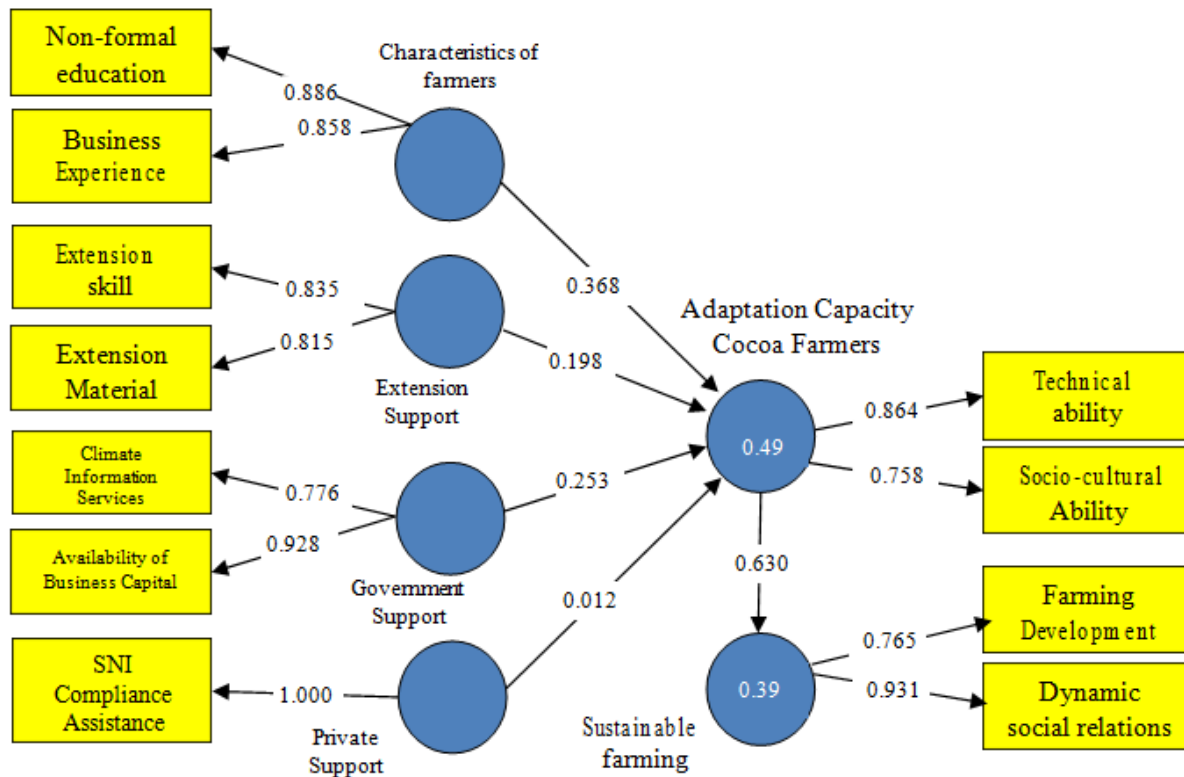 Non-formal
education
0.886
Characteristics of
farmers
Business
Experience
0.858
Extension
skill
0.835
0.368
Extension
Material
0.815
Extension
Support
0.198
Adaptation Capacity
Cocoa Farmers
0.49
0.864
Technical
ability
0.758
Socio-cultural
Ability
Climate
Information
Services
0.776
0.253
Availability of
Business Capital
0.928
Government
Support
0.012
0.630
SNI
Compliance
Assistance
1.000
Private
Support
0.39
Sustainable
farming
0.765
Farming
Development
0.931
Dynamic
social relations